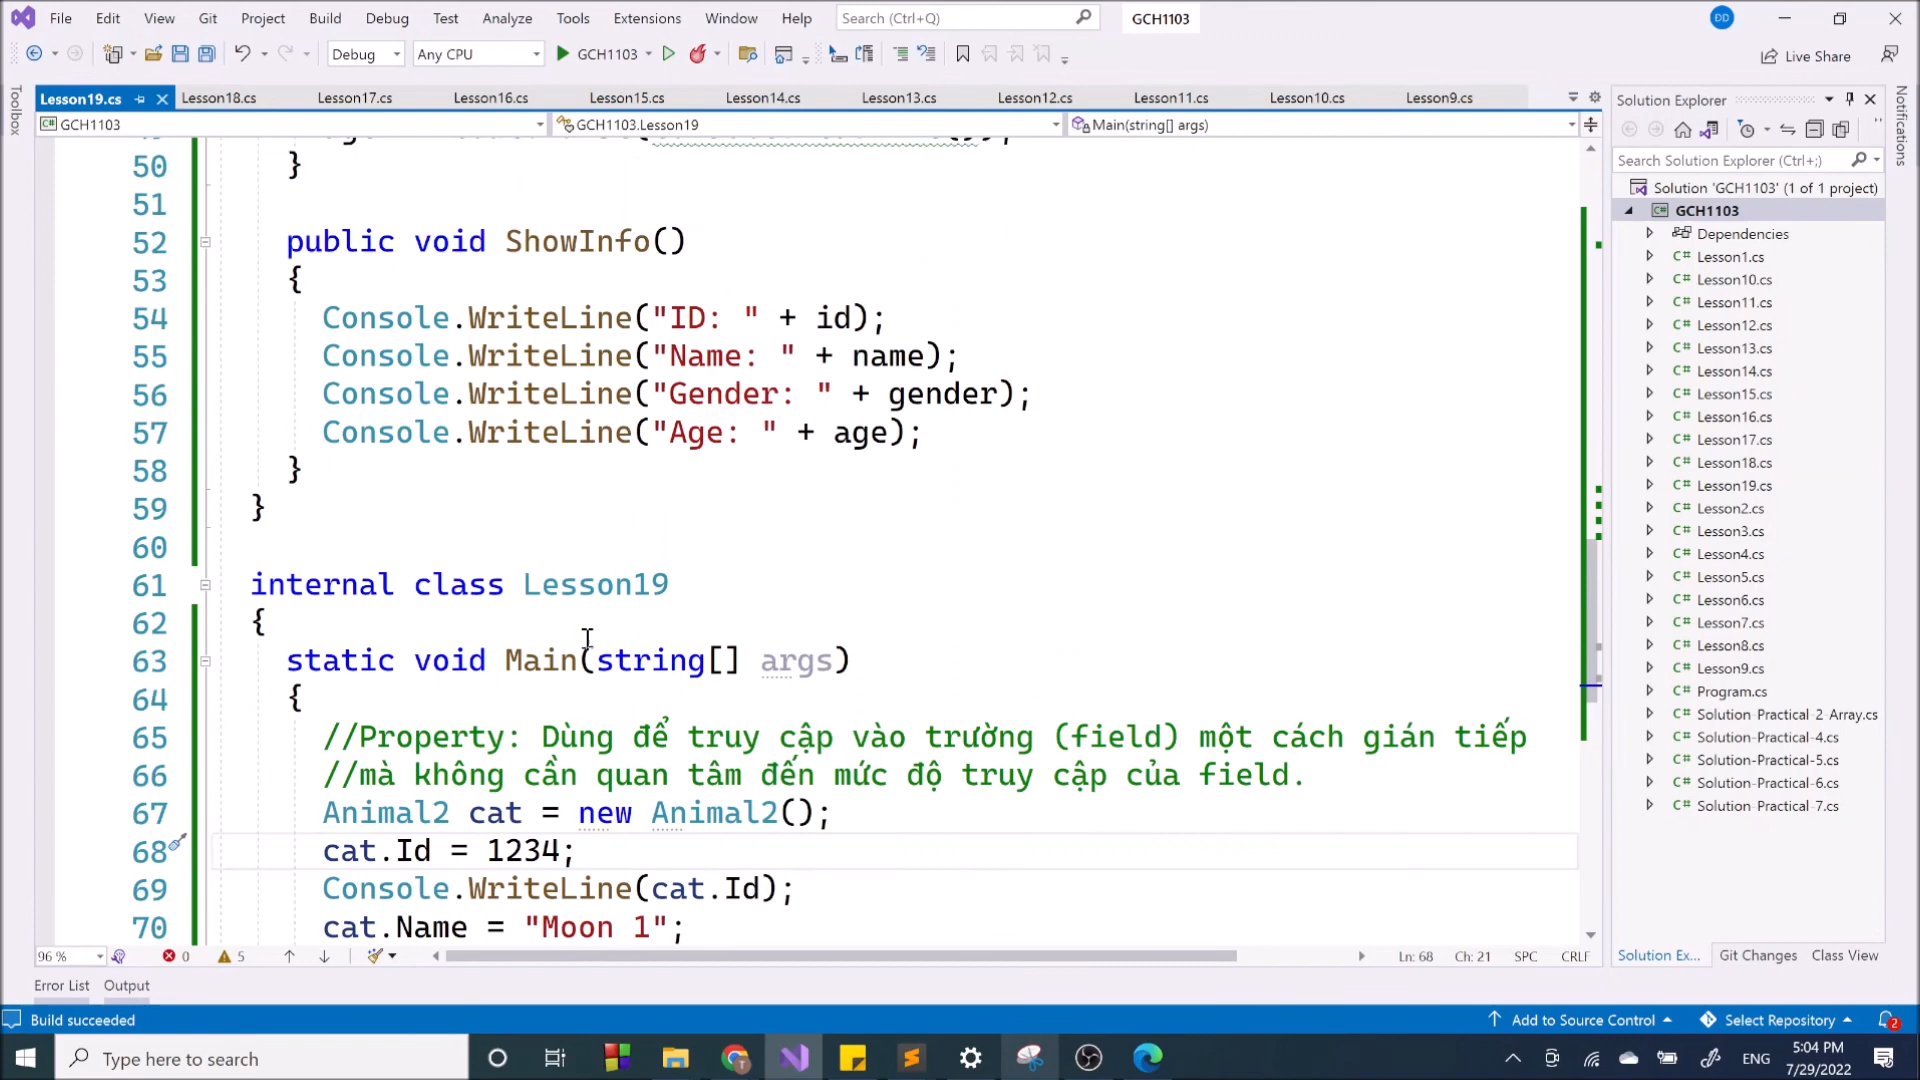 File Edit View Git Project Build Debug Test Analyze Tools Extensions Window Help Search (Ctrl+Q) GCH1103 ĐD
Debug Any CPU GCH1103 Live Share
Toolbox
Lesson19.cs Lesson18.cs Lesson17.cs Lesson16.cs Lesson15.cs Lesson14.cs Lesson13.cs Lesson12.cs Lesson11.cs Lesson10.cs Lesson9.cs
GCH1103 GCH1103.Lesson19 Main(string[] args)
50 }
51
52 public void ShowInfo()
53 {
54 Console.WriteLine("ID: " + id);
55 Console.WriteLine("Name: " + name);
56 Console.WriteLine("Gender: " + gender);
57 Console.WriteLine("Age: " + age);
58 }
59 }
60
61 internal class Lesson19
62 {
63 static void Main(string[] args)
64 {
65 //Property: Dùng để truy cập vào trường (field) một cách gián tiếp
66 //mà không cần quan tâm đến mức độ truy cập của field.
67 Animal2 cat = new Animal2();
68 cat.Id = 1234;
69 Console.WriteLine(cat.Id);
70 cat.Name = "Moon 1";
96 % 0 5 Ln: 68 Ch: 21 SPC CRLF
Solution Explorer
Search Solution Explorer (Ctrl+;)
Solution 'GCH1103' (1 of 1 project)
GCH1103
Dependencies
C# Lesson1.cs
C# Lesson10.cs
C# Lesson11.cs
C# Lesson12.cs
C# Lesson13.cs
C# Lesson14.cs
C# Lesson15.cs
C# Lesson16.cs
C# Lesson17.cs
C# Lesson18.cs
C# Lesson19.cs
C# Lesson2.cs
C# Lesson3.cs
C# Lesson4.cs
C# Lesson5.cs
C# Lesson6.cs
C# Lesson7.cs
C# Lesson8.cs
C# Lesson9.cs
C# Program.cs
C# Solution-Practical-2 Array.cs
C# Solution-Practical-4.cs
C# Solution-Practical-5.cs
C# Solution-Practical-6.cs
C# Solution-Practical-7.cs
Solution Ex... Git Changes Class View
Notifications
Error List Output
Build succeeded Add to Source Control Select Repository 2
Type here to search ENG 5:04 PM
7/29/2022